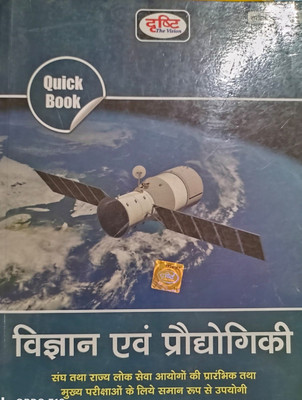 दृष्टि
The Vision
Quick
Book
विज्ञान एवं प्रौद्योगिकी
संघ तथा राज्य लोक सेवा आयोगों की प्रारंभिक तथा
मुख्य परीक्षाओं के लिये समान रूप से उपयोगी